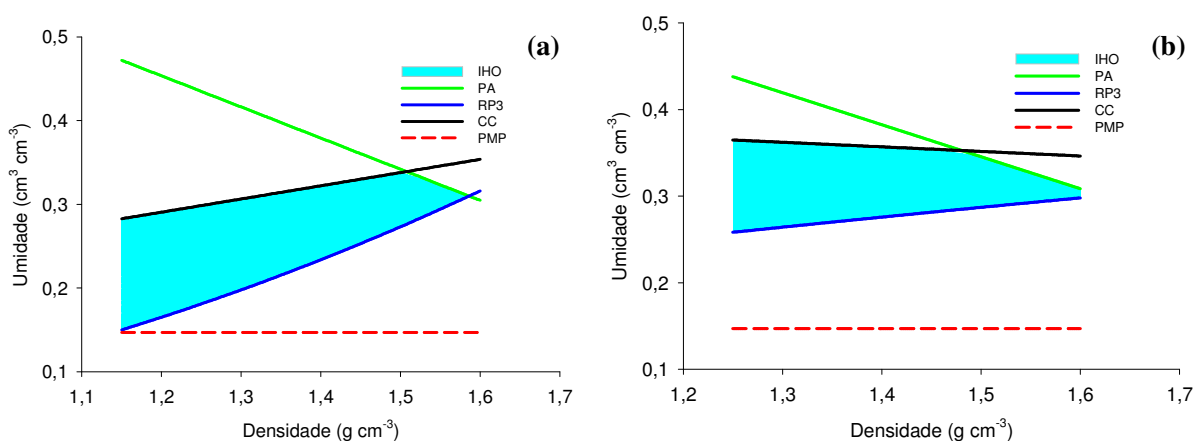 (a)
0,5
0,4
0,3
0,2
0,1
Umidade (cm³ cm⁻³)
IHO
PA
RP3
CC
PMP
1,1 1,2 1,3 1,4 1,5 1,6 1,7
Densidade (g cm⁻³)
(b)
0,5
0,4
0,3
0,2
0,1
Umidade (cm³ cm⁻³)
IHO
PA
RP3
CC
PMP
1,2 1,3 1,4 1,5 1,6 1,7
Densidade (g cm⁻³)